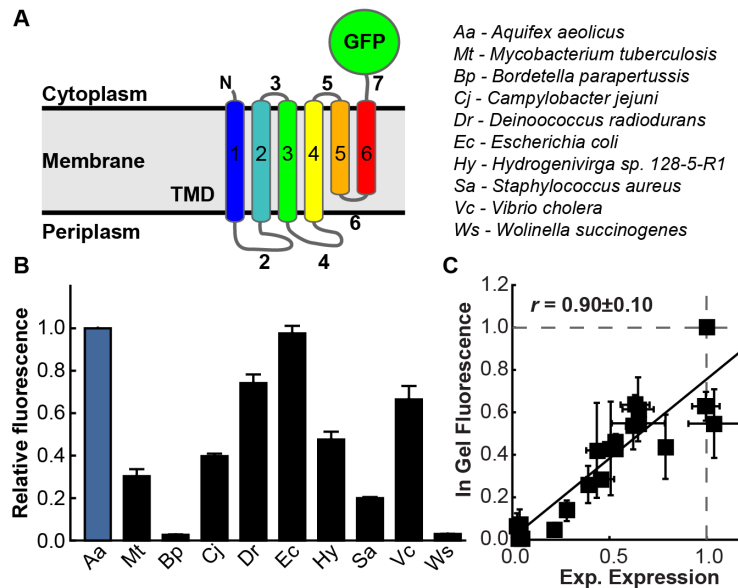 A
GFP
N
3
5
7
Cytoplasm
Membrane
1
2
3
4
5
6
TMD
Periplasm
2
4
6
Aa - Aquifex aeolicus
Mt - Mycobacterium tuberculosis
Bp - Bordetella parapertussis
Cj - Campylobacter jejuni
Dr - Deinoococcus radiodurans
Ec - Escherichia coli
Hy - Hydrogenivirga sp. 128-5-R1
Sa - Staphylococcus aureus
Vc - Vibrio cholera
Ws - Wolinella succinogenes
B
Relative fluorescence
1.0
0.8
0.6
0.4
0.2
0.0
Aa Mt Bp Cj Dr Ec Hy Sa Vc Ws
C
r = 0.90±0.10
In Gel Fluorescence
1.2
1.0
0.8
0.6
0.4
0.2
0.0
0.0 0.5 1.0
Exp. Expression